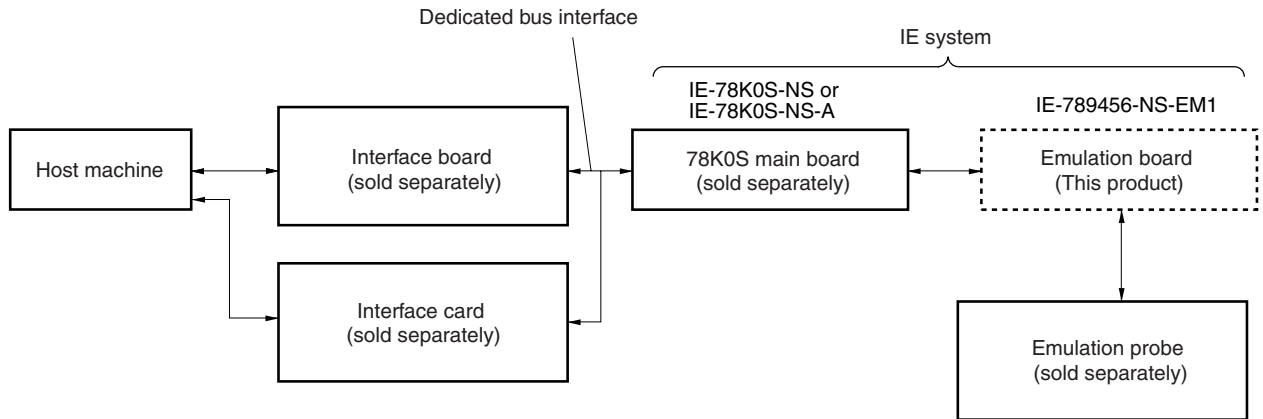 Dedicated bus interface
IE system
IE-78K0S-NS or
IE-78K0S-NS-A
IE-789456-NS-EM1
Host machine
Interface board
(sold separately)
78K0S main board
(sold separately)
Emulation board
(This product)
Interface card
(sold separately)
Emulation probe
(sold separately)